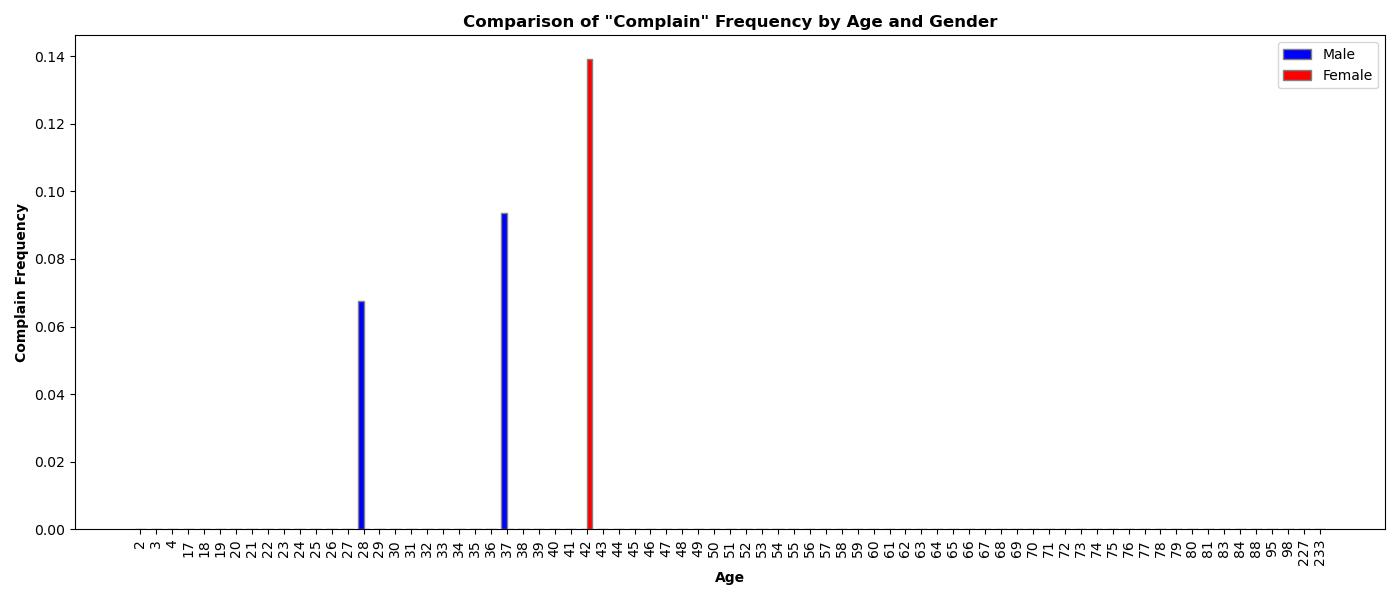 Comparison of "Complain" Frequency by Age and Gender
Male
Female
Complain Frequency
0.14
0.12
0.10
0.08
0.06
0.04
0.02
0.00
2 3 4 17 18 19 20 21 22 23 24 25 26 27 28 29 30 31 32 33 34 35 36 37 38 39 40 41 42 43 44 45 46 47 48 49 50 51 52 53 54 55 56 57 58 59 60 61 62 63 64 65 66 67 68 69 70 71 72 73 74 75 76 77 78 79 80 81 83 84 88 95 98 227 233
Age